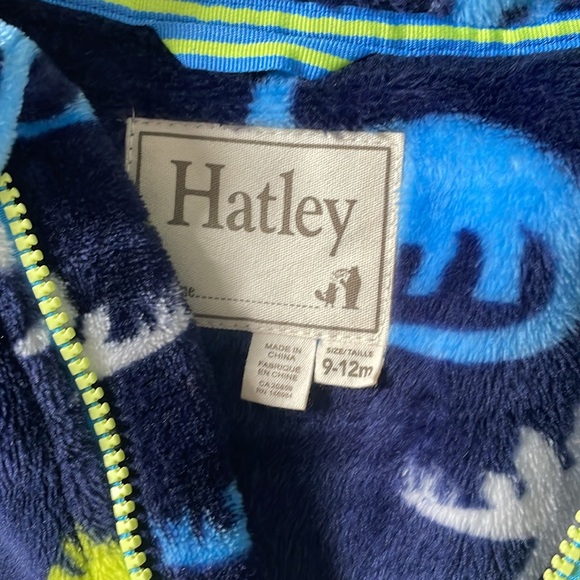 Hatley
MADE IN
CHINA
FABRIQUÉ
EN CHINE
SIZE/TAILLE
9-12m